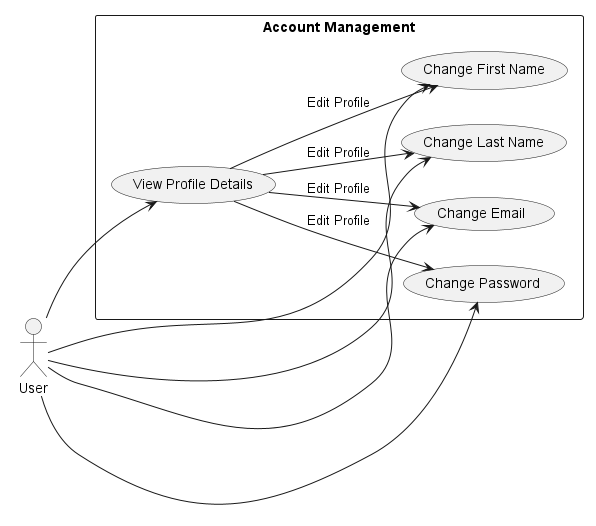 Account Management
Change First Name
Edit Profile
Change Last Name
Edit Profile
View Profile Details
Edit Profile
Change Email
Edit Profile
Change Password
User